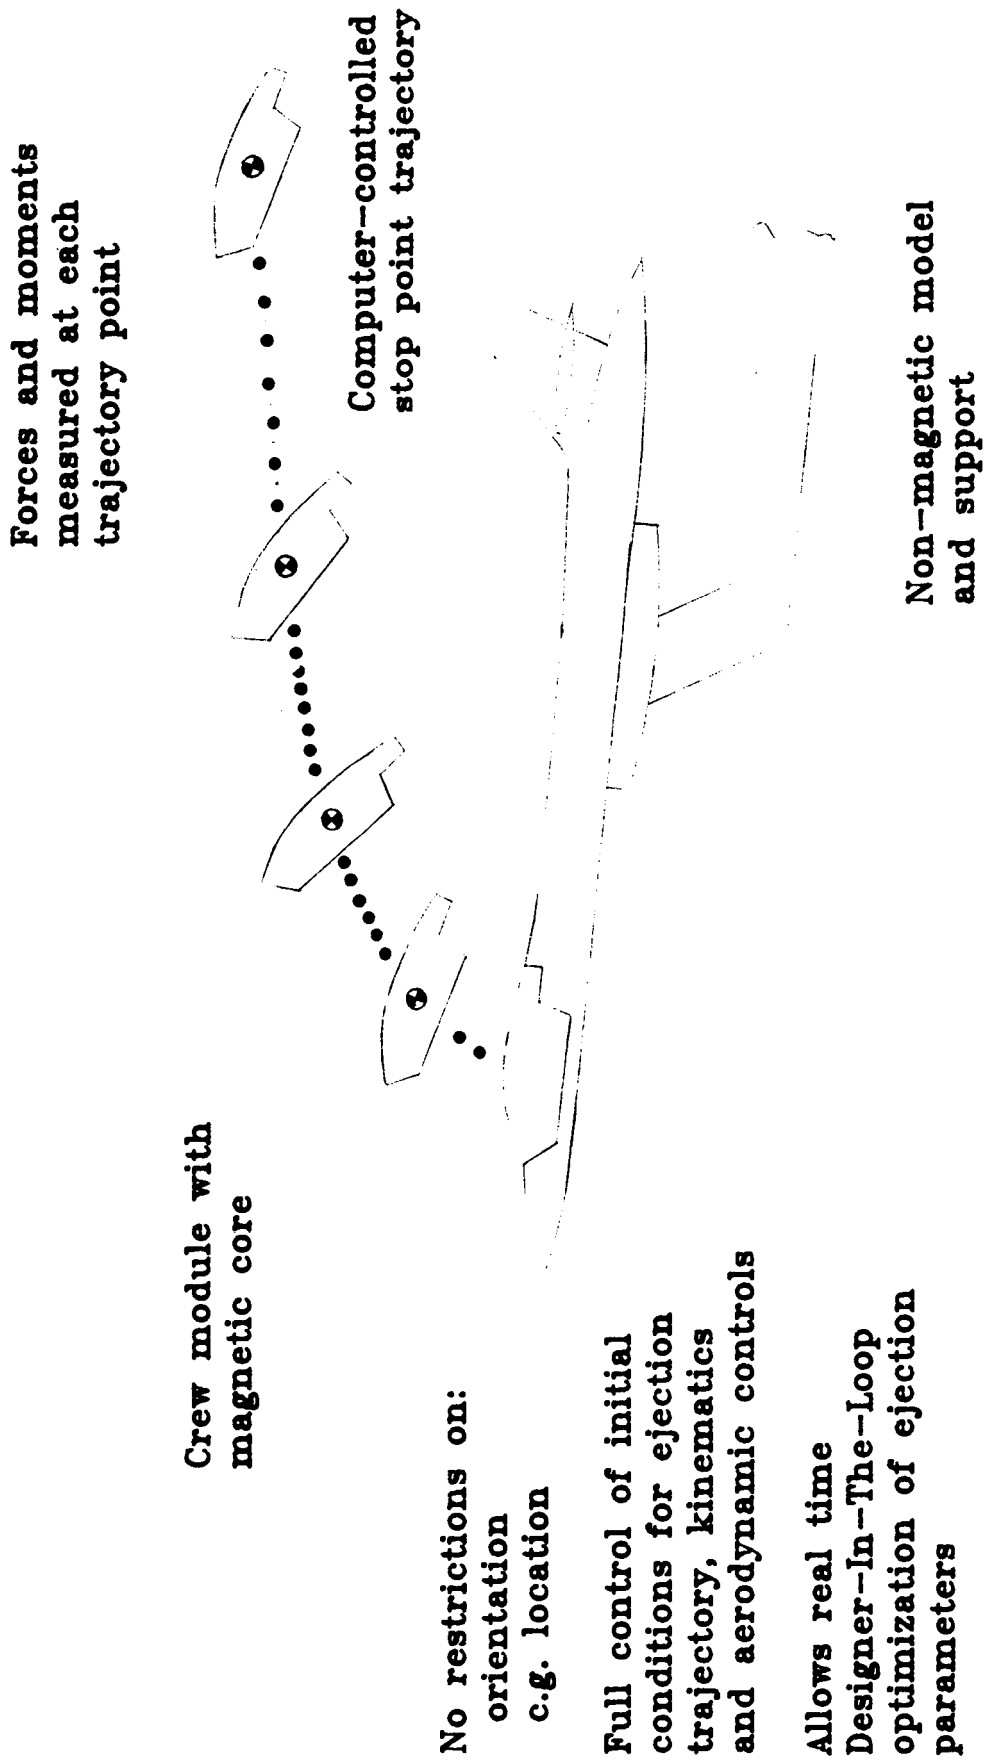 Forces and moments
measured at each
trajectory point
Computer-controlled
stop point trajectory
Crew module with
magnetic core
No restrictions on:
orientation
c.g. location
Full control of initial
conditions for ejection
trajectory, kinematics
and aerodynamic controls
Allows real time
Designer-In-The-Loop
optimization of ejection
parameters
Non-magnetic model
and support